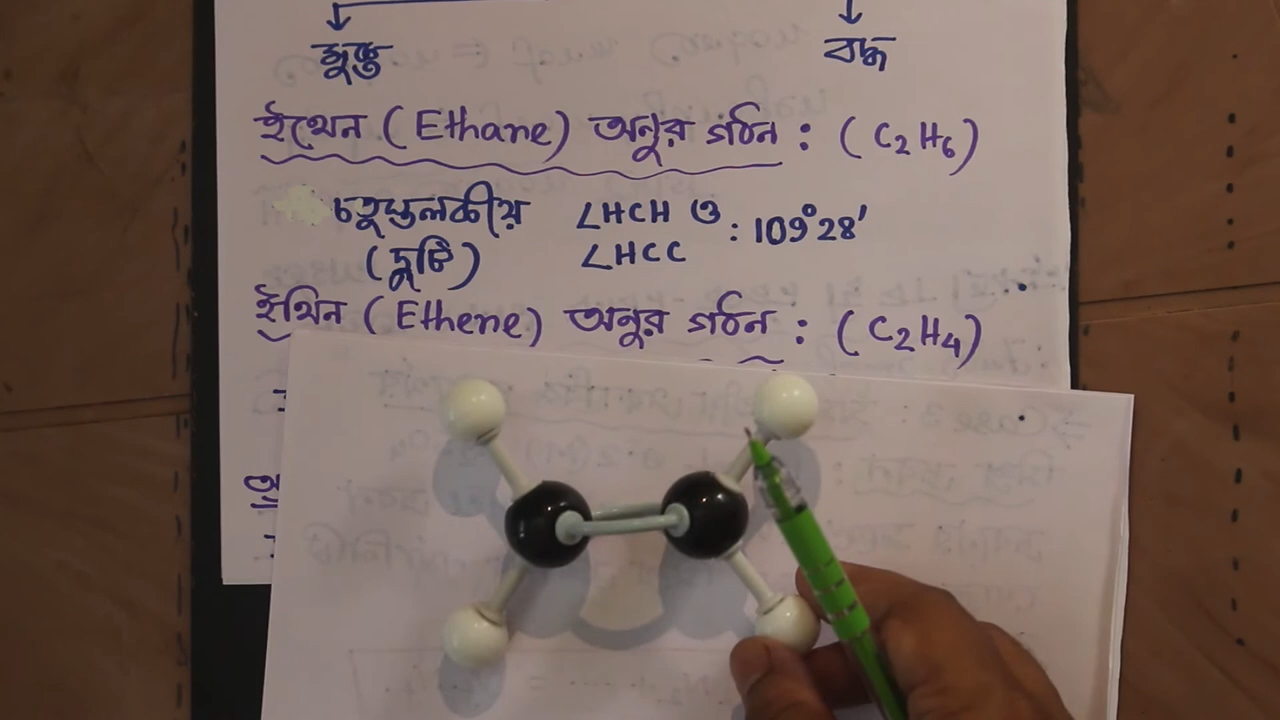 মুক্ত বদ্ধ
ইথেন (Ethane) অনুর গঠন : (C₂H₆)
চতুস্তলকীয় ∠HCH ও : 109°28'
(দুটি) ∠HCC
ইথিন (Ethene) অনুর গঠন : (C₂H₄)